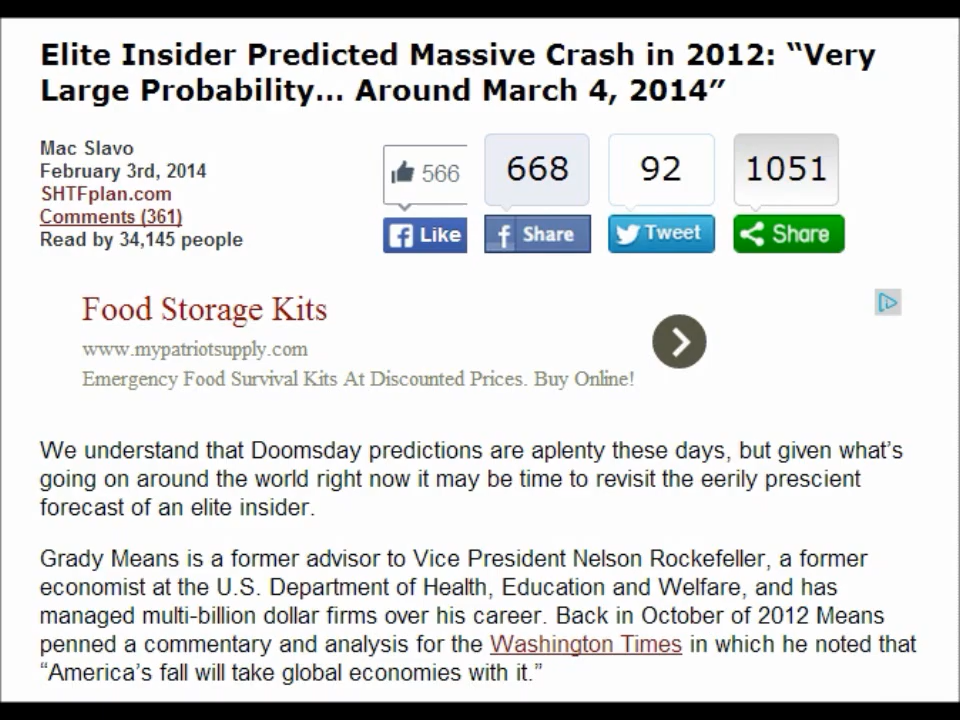 Elite Insider Predicted Massive Crash in 2012: “Very
Large Probability… Around March 4, 2014”
Mac Slavo
February 3rd, 2014
SHTFplan.com
Comments (361)
Read by 34,145 people
566
668
92
1051
Like
Share
Tweet
Share
Food Storage Kits
www.mypatriotsupply.com
Emergency Food Survival Kits At Discounted Prices. Buy Online!
We understand that Doomsday predictions are aplenty these days, but given what’s
going on around the world right now it may be time to revisit the eerily prescient
forecast of an elite insider.
Grady Means is a former advisor to Vice President Nelson Rockefeller, a former
economist at the U.S. Department of Health, Education and Welfare, and has
managed multi-billion dollar firms over his career. Back in October of 2012 Means
penned a commentary and analysis for the Washington Times in which he noted that
“America’s fall will take global economies with it.”